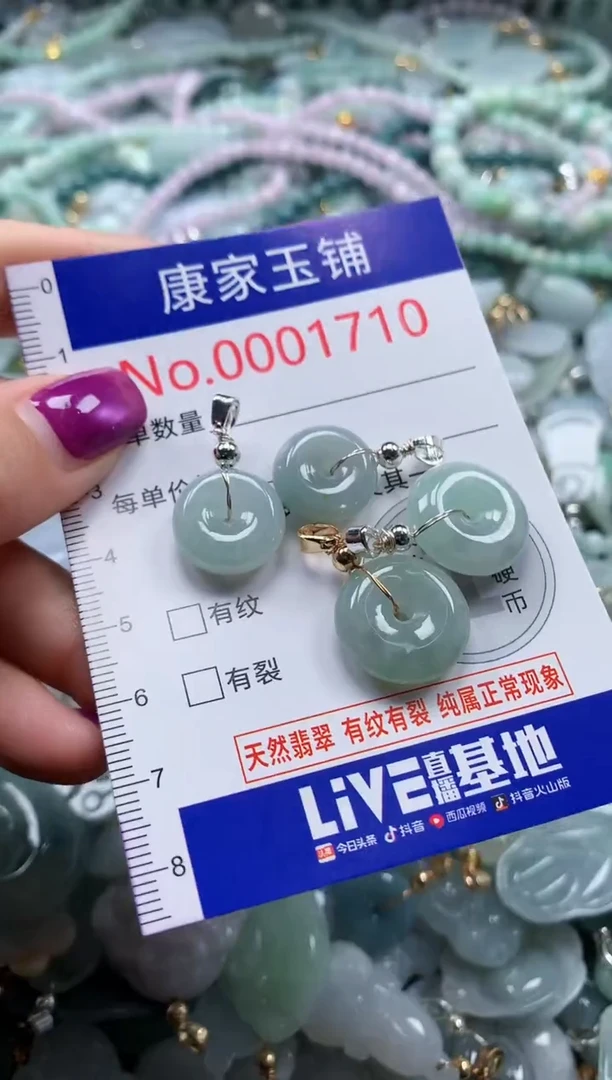 康家玉铺
No.0001710
单数量
每单价
其一
硬
币
有纹
有裂
天然翡翠 有纹有裂 纯属正常现象
LiVE直播基地
今日头条 抖音 西瓜视频 抖音火山版
0
1
3
4
5
6
7
8